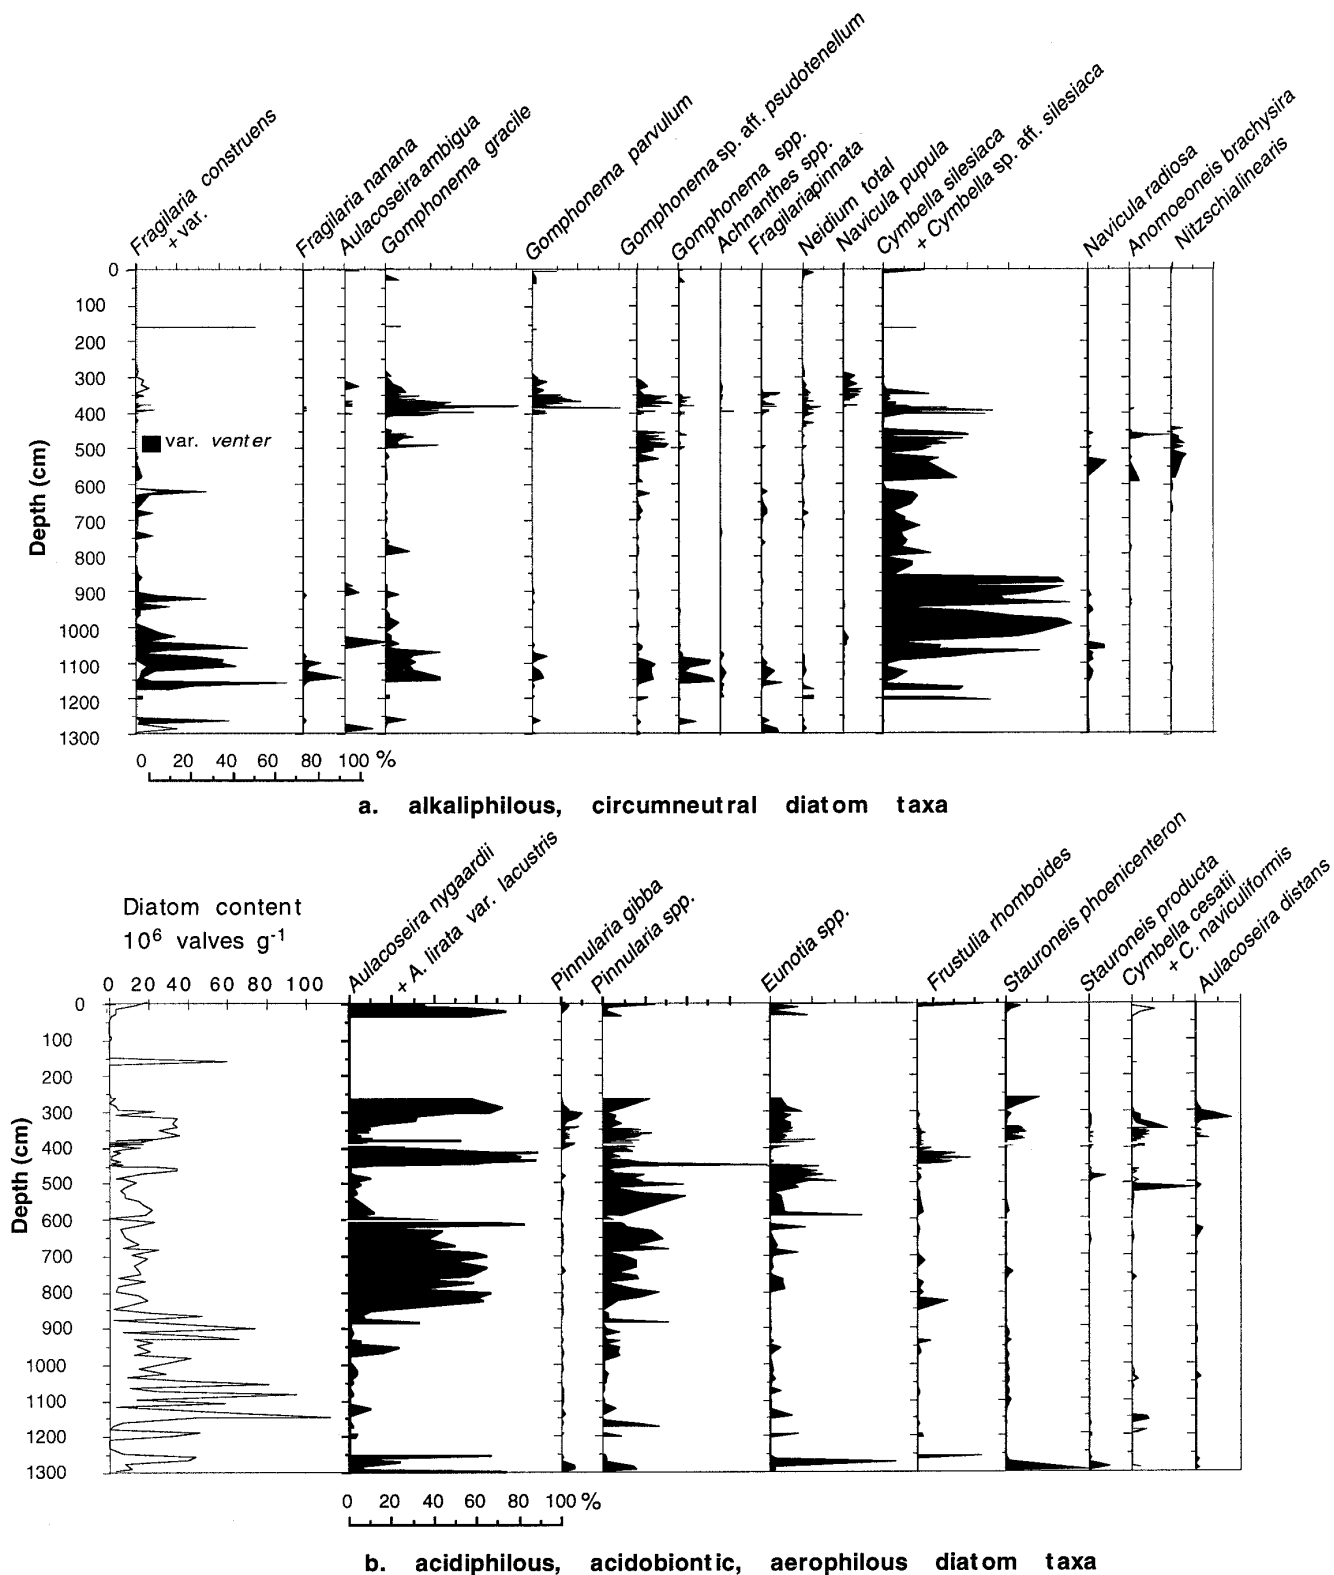 Fragilaria construens
+ var.
Fragilaria nanana
Aulacoseira ambigua
Gomphonema gracile
Gomphonema parvulum
Gomphonema sp. aff. psudotenellum
Gomphonema spp.
Achnanthes spp.
Fragilariapinnata
Neidium total
Navicula pupula
Cymbella silesiaca
+ Cymbella sp. aff. silesiaca
Navicula radiosa
Anomoeoneis brachysira
Nitzschialinearis
Depth (cm)
0
100
200
300
400
500
600
700
800
900
1000
1100
1200
1300
var. venter
0 20 40 60 80 100 %
a. alkaliphilous, circumneutral diatom taxa
Diatom content
10⁶ valves g⁻¹
0 20 40 60 80 100
Aulacoseira nygaardii
+ A. lirata var. lacustris
Pinnularia gibba
Pinnularia spp.
Eunotia spp.
Frustulia rhomboides
Stauroneis phoenicenteron
Stauroneis producta
Cymbella cesatii
+ C. naviculiformis
Aulacoseira distans
Depth (cm)
0
100
200
300
400
500
600
700
800
900
1000
1100
1200
1300
0 20 40 60 80 100 %
b. acidiphilous, acidobiontic, aerophilous diatom taxa